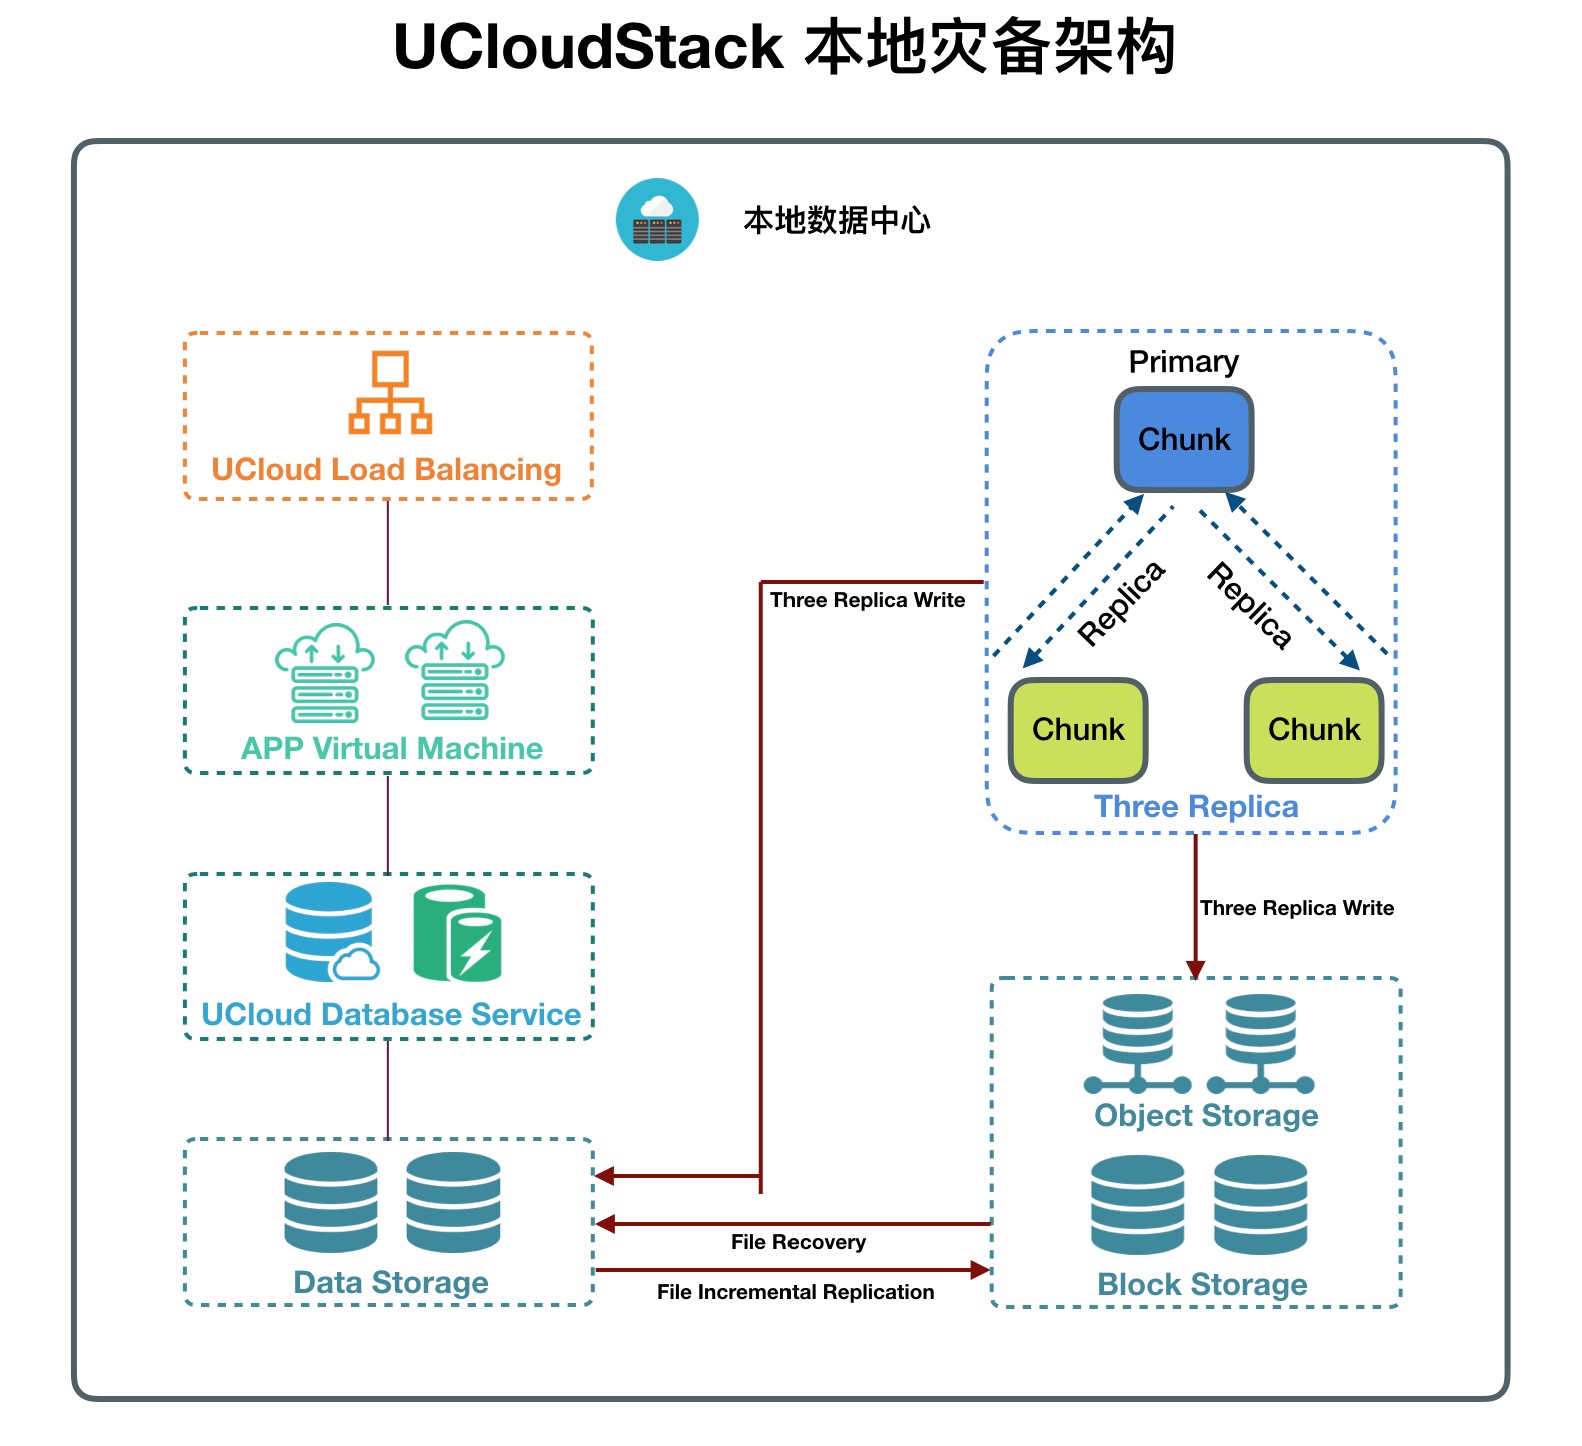 UCloudStack 本地灾备架构
本地数据中心
UCloud Load Balancing
APP Virtual Machine
UCloud Database Service
Data Storage
Primary
Chunk
Replica
Replica
Chunk
Chunk
Three Replica
Three Replica Write
Three Replica Write
Object Storage
Block Storage
File Recovery
File Incremental Replication